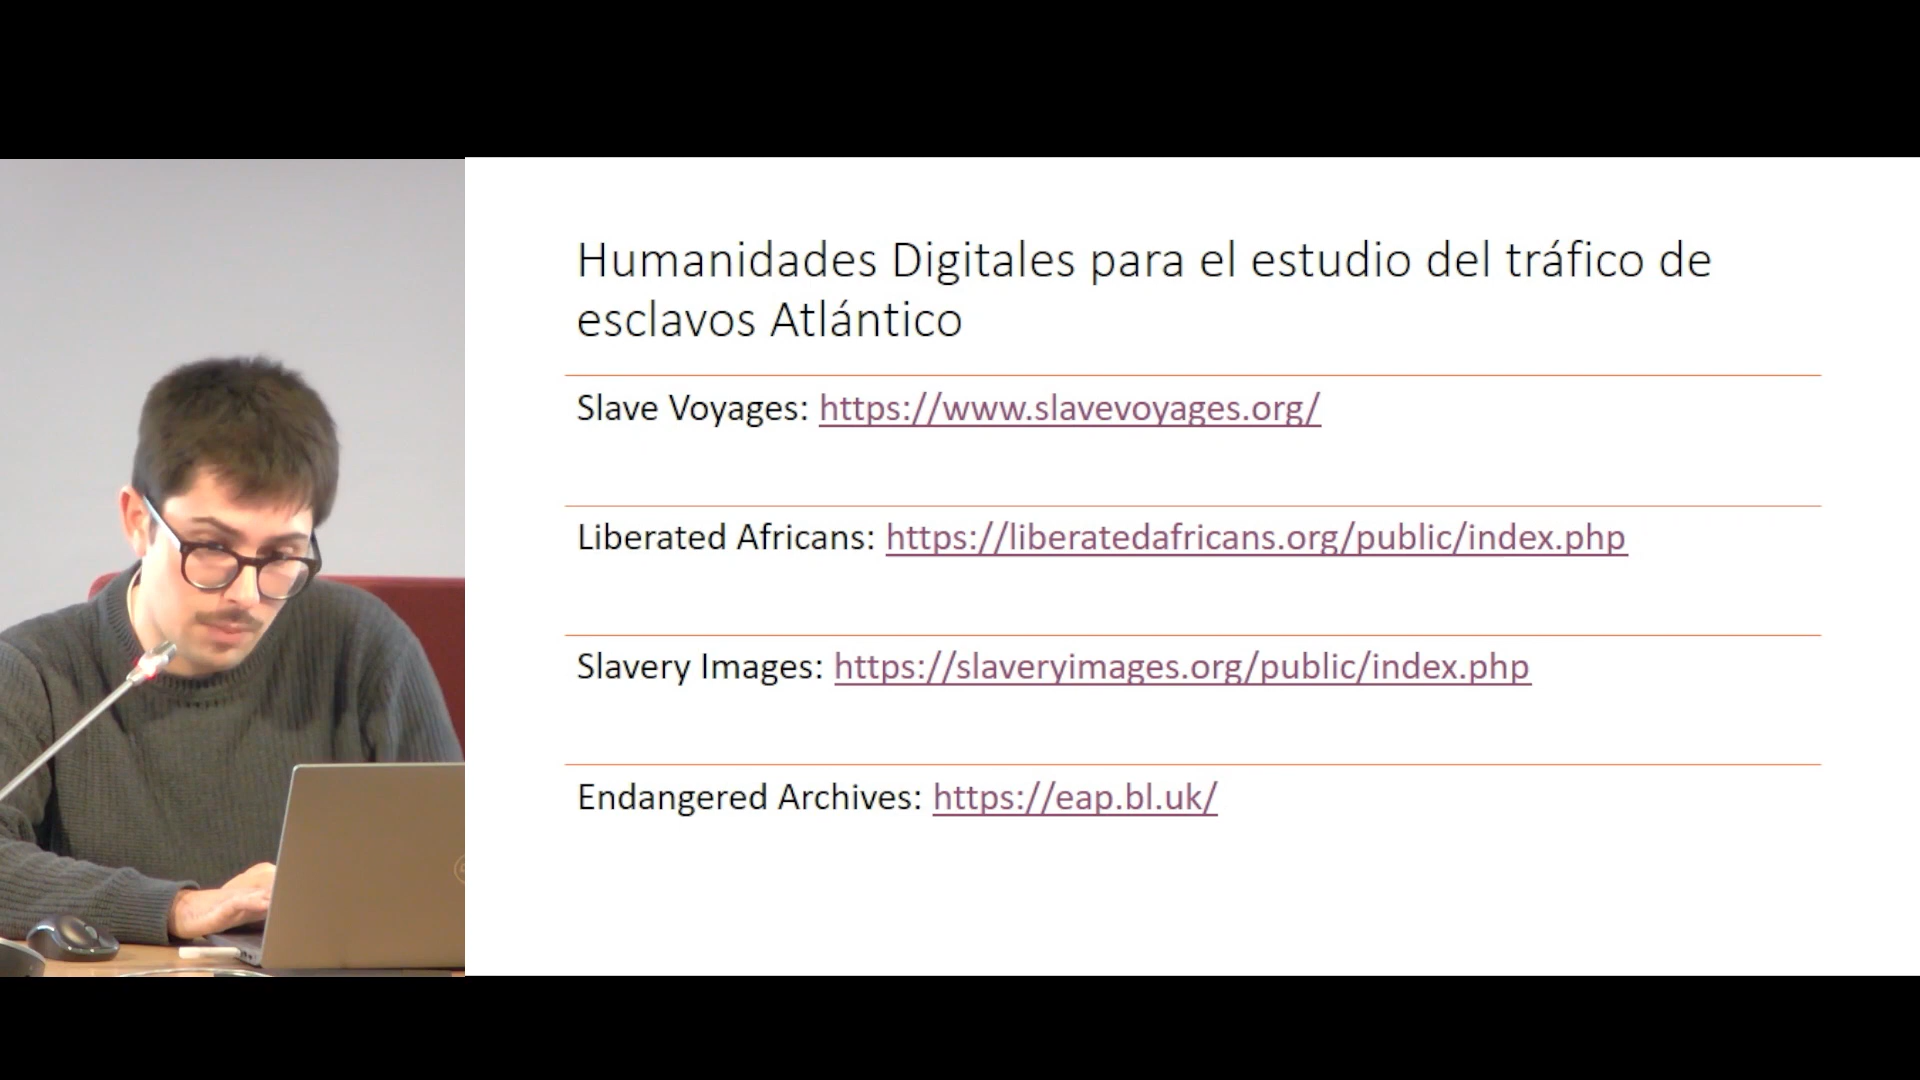 Humanidades Digitales para el estudio del tráfico de
esclavos Atlántico
Slave Voyages: https://www.slavevoyages.org/
Liberated Africans: https://liberatedafricans.org/public/index.php
Slavery Images: https://slaveryimages.org/public/index.php
Endangered Archives: https://eap.bl.uk/